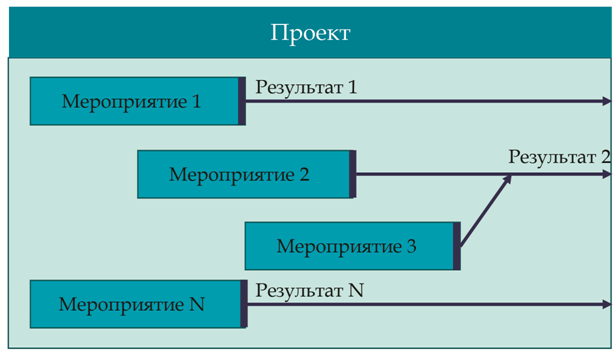 Проект
Мероприятие 1
Результат 1
Мероприятие 2
Результат 2
Мероприятие 3
Мероприятие N
Результат N